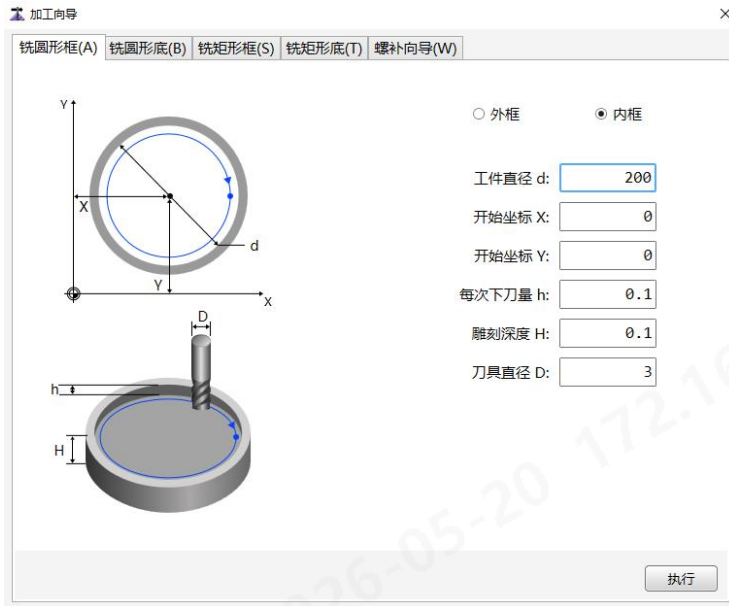 加工向导
铣圆形框(A) 铣圆形底(B) 铣矩形框(S) 铣矩形底(T) 螺补向导(W)
Y
X
d
Y
X
D
h
H
外框 内框
工件直径 d: 200
开始坐标 X: 0
开始坐标 Y: 0
每次下刀量 h: 0.1
雕刻深度 H: 0.1
刀具直径 D: 3
执行